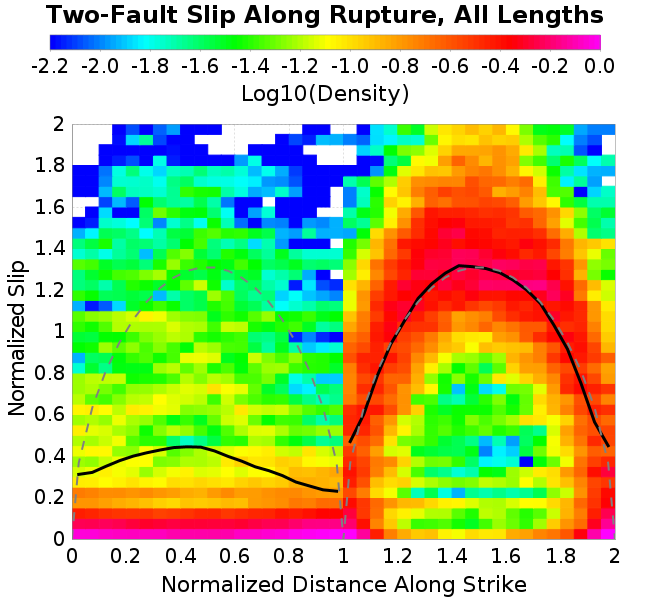 Two-Fault Slip Along Rupture, All Lengths
-2.2 -2.0 -1.8 -1.6 -1.4 -1.2 -1.0 -0.8 -0.6 -0.4 -0.2 0.0
Log10(Density)
2
1.8
1.6
1.4
1.2
1
0.8
0.6
0.4
0.2
0
Normalized Slip
0 0.2 0.4 0.6 0.8 1 1.2 1.4 1.6 1.8 2
Normalized Distance Along Strike